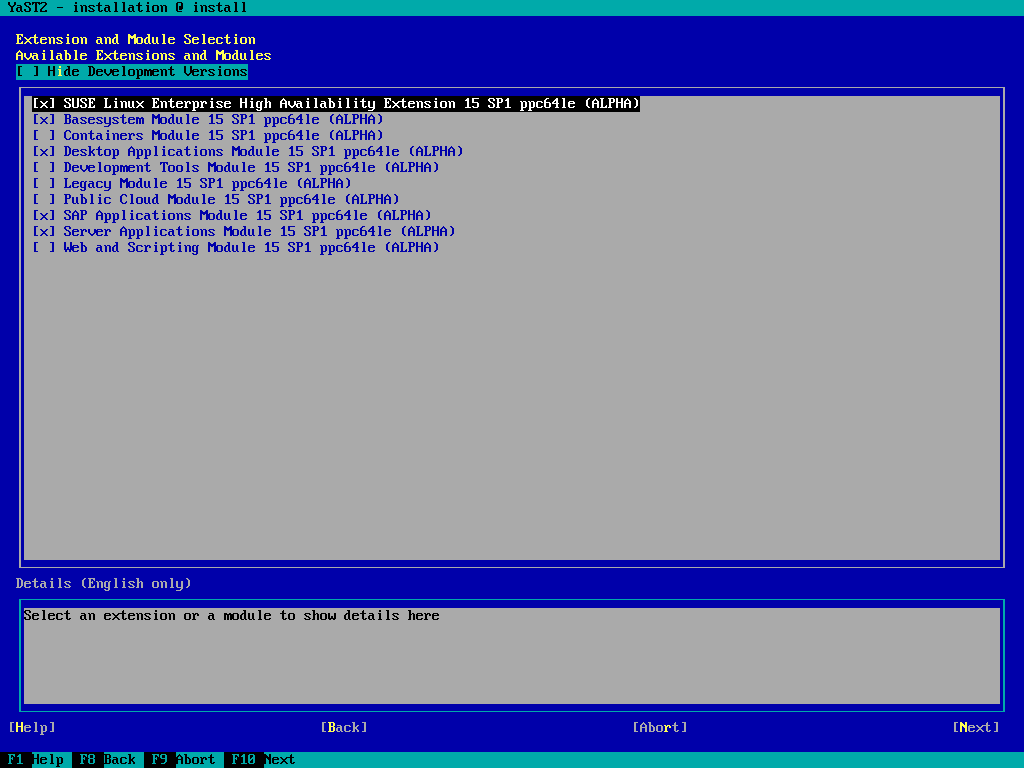 YaST2 - installation @ install
Extension and Module Selection
Available Extensions and Modules
[ ] Hide Development Versions
[x] SUSE Linux Enterprise High Availability Extension 15 SP1 ppc64le (ALPHA)
[x] Basesystem Module 15 SP1 ppc64le (ALPHA)
[ ] Containers Module 15 SP1 ppc64le (ALPHA)
[x] Desktop Applications Module 15 SP1 ppc64le (ALPHA)
[ ] Development Tools Module 15 SP1 ppc64le (ALPHA)
[ ] Legacy Module 15 SP1 ppc64le (ALPHA)
[ ] Public Cloud Module 15 SP1 ppc64le (ALPHA)
[x] SAP Applications Module 15 SP1 ppc64le (ALPHA)
[x] Server Applications Module 15 SP1 ppc64le (ALPHA)
[ ] Web and Scripting Module 15 SP1 ppc64le (ALPHA)
Details (English only)
Select an extension or a module to show details here
[Help] [Back] [Abort] [Next]
F1 Help F8 Back F9 Abort F10 Next